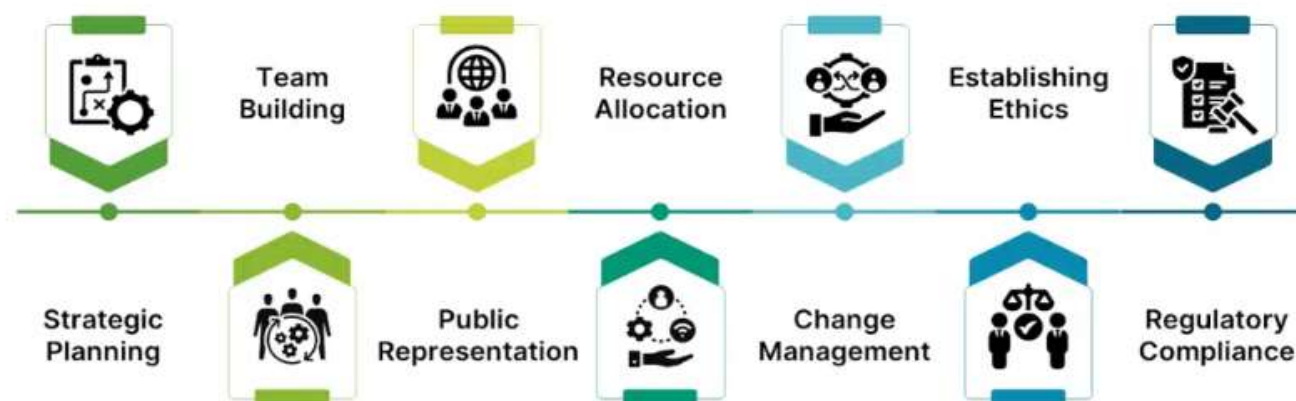 Team
Building
Resource
Allocation
Establishing
Ethics
Strategic
Planning
Public
Representation
Change
Management
Regulatory
Compliance